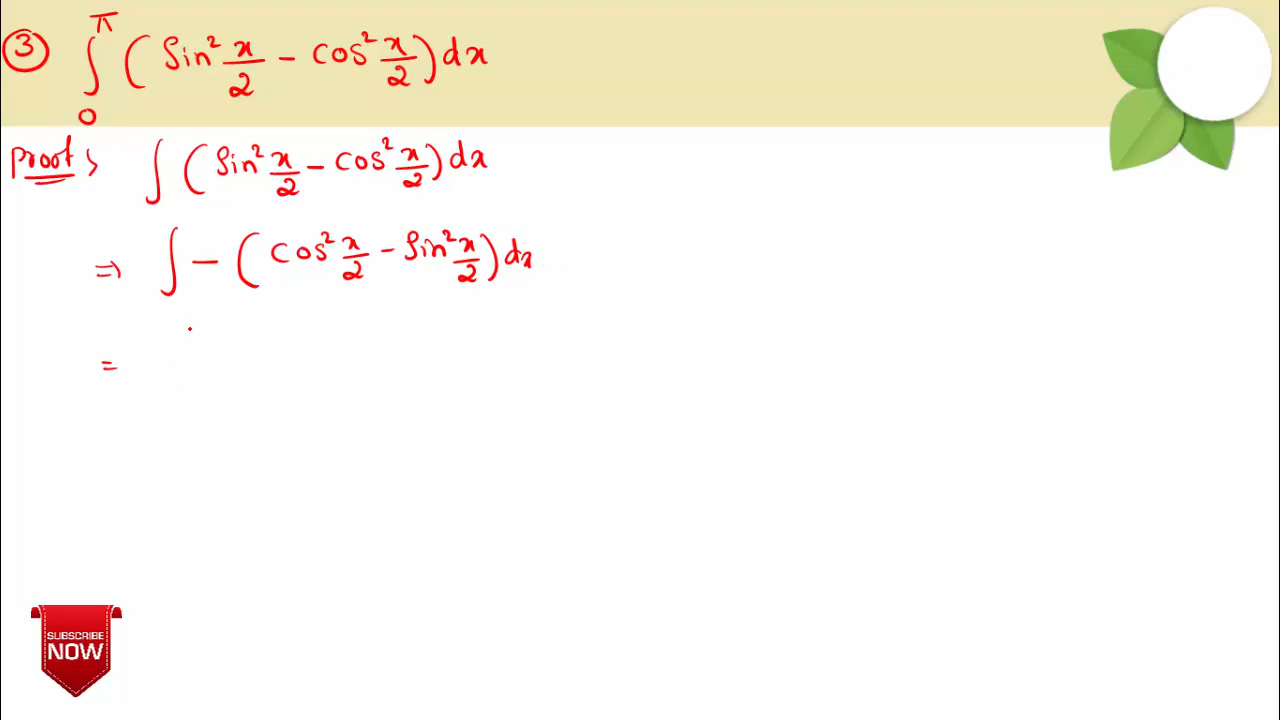 ③ ∫₀^π (sin² x/2 - cos² x/2) dx
Proof> ∫ (sin² x/2 - cos² x/2) dx
⇒ ∫ - (cos² x/2 - sin² x/2) dx
=
SUBSCRIBE
NOW